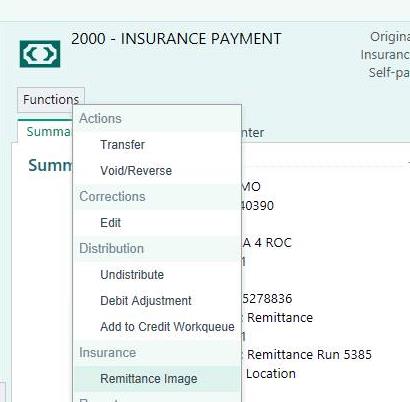 2000 - INSURANCE PAYMENT
Origina
Insuranc
Self-pa
Functions
Actions
Transfer
Void/Reverse
Corrections
Edit
Distribution
Undistribute
Debit Adjustment
Add to Credit Workqueue
Insurance
Remittance Image
Summa
nter
Summ
MO
40390
A 4 ROC
1
5278836
: Remittance
1
: Remittance Run 5385
Location